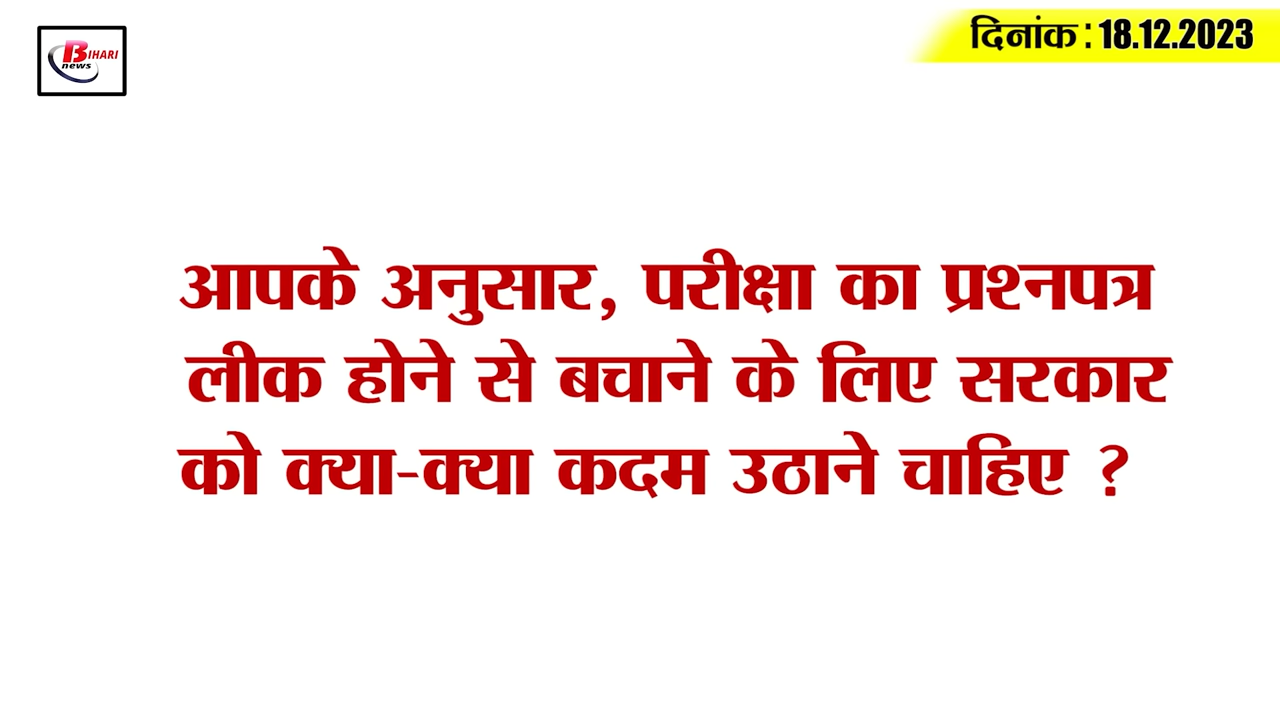 BIHARI
news
दिनांक : 18.12.2023
आपके अनुसार, परीक्षा का प्रश्नपत्र
लीक होने से बचाने के लिए सरकार
को क्या-क्या कदम उठाने चाहिए ?